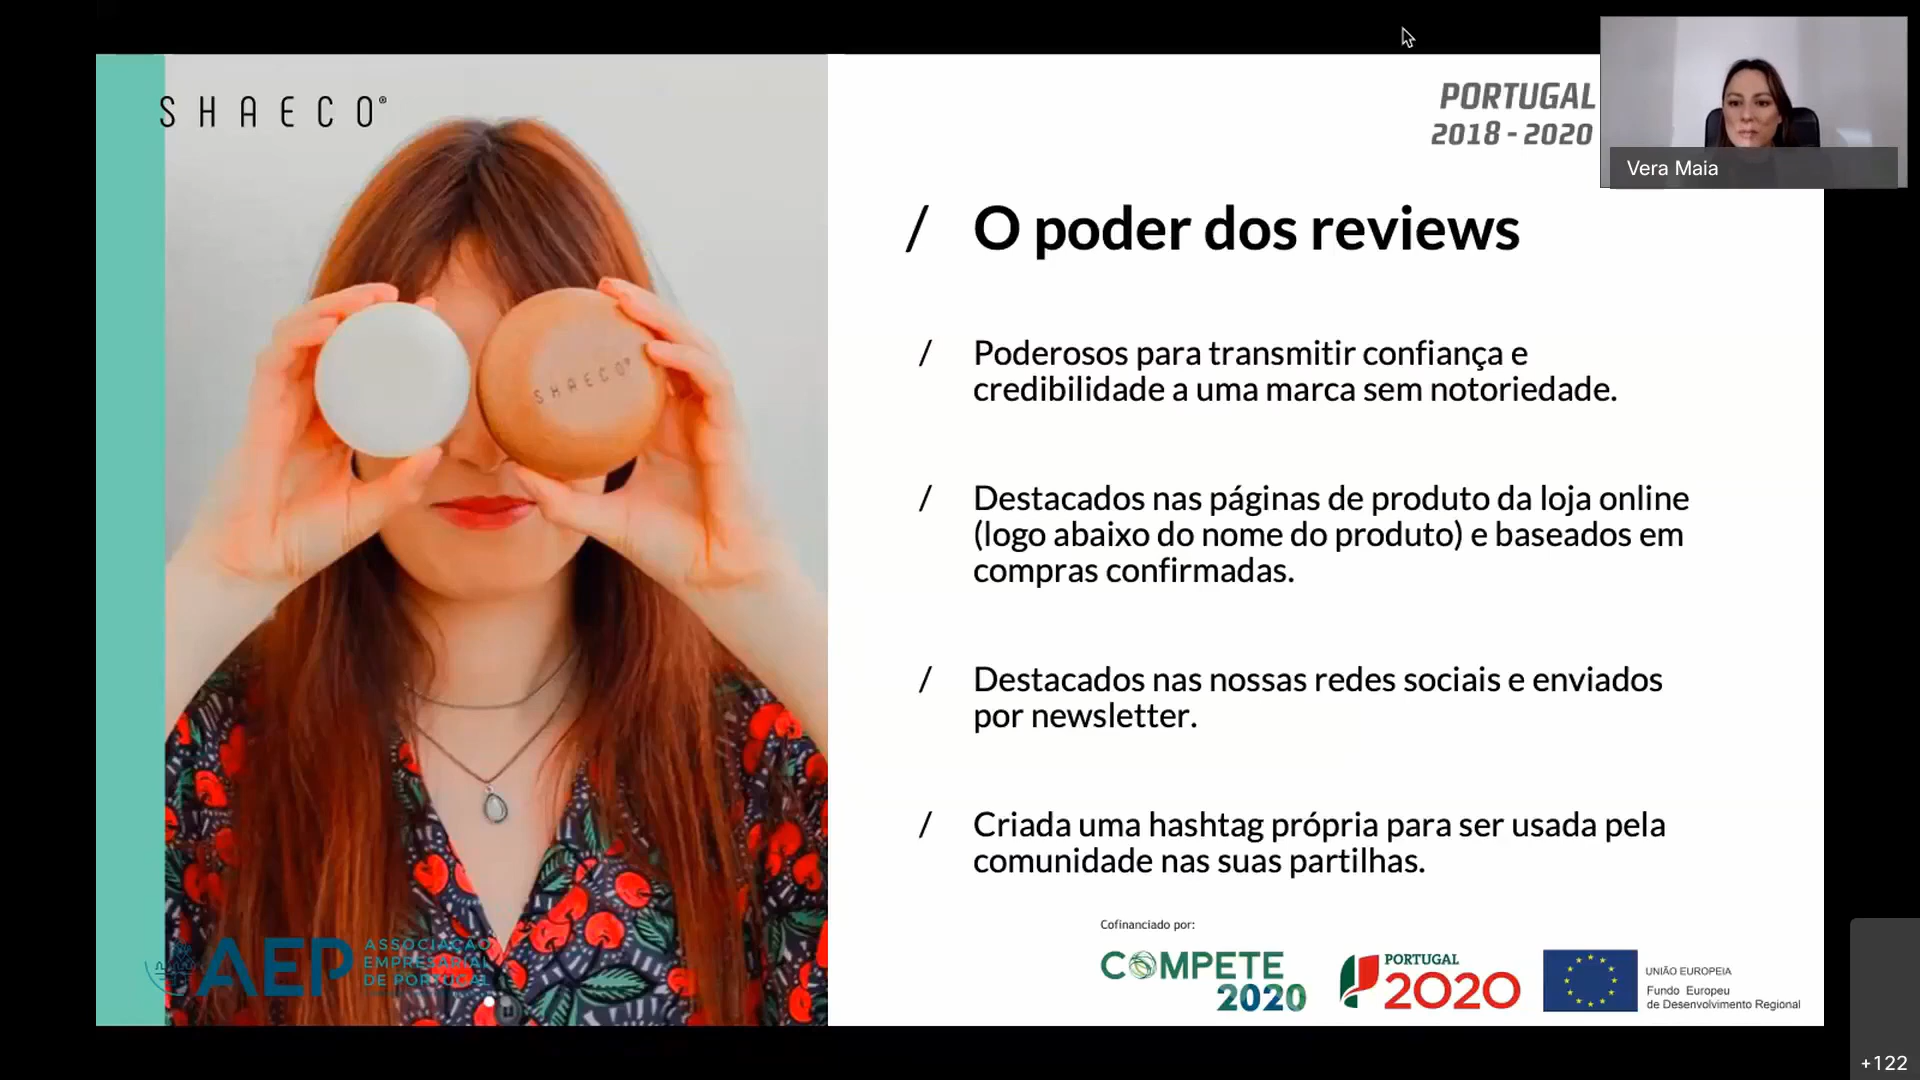 SHAECO®
PORTUGAL
2018 - 2020
Vera Maia
/ O poder dos reviews
SHAECO®
/ Poderosos para transmitir confiança e
credibilidade a uma marca sem notoriedade.
/ Destacados nas páginas de produto da loja online
(logo abaixo do nome do produto) e baseados em
compras confirmadas.
/ Destacados nas nossas redes sociais e enviados
por newsletter.
/ Criada uma hashtag própria para ser usada pela
comunidade nas suas partilhas.
AEP
ASSOCIAÇÃO
EMPRESARIAL
DE PORTUGAL
Cofinanciado por:
COMPETE
2020
PORTUGAL
2020
UNIÃO EUROPEIA
Fundo Europeu
de Desenvolvimento Regional
+122